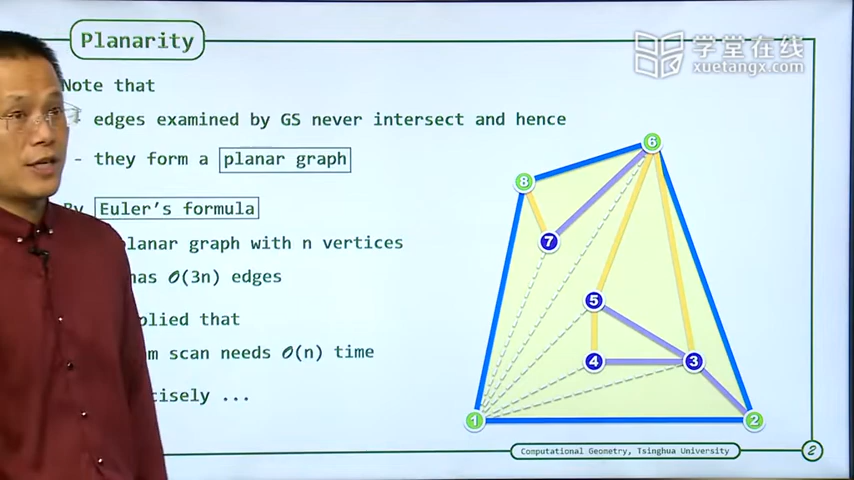 Planarity
学堂在线
xuetangx.com
Note that
edges examined by GS never intersect and hence
- they form a planar graph
By Euler's formula
planar graph with n vertices
has O(3n) edges
that
scan needs O(n) time
...
6
8
7
5
4
3
1
2
Computational Geometry, Tsinghua University
2